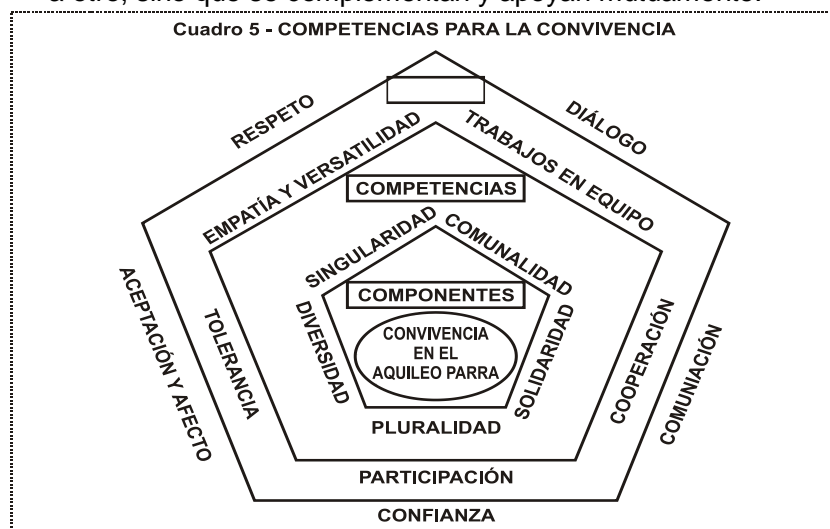 a otro, sino que se complementan y apoyan mutuamente.
Cuadro 5 - COMPETENCIAS PARA LA CONVIVENCIA
RESPETO
DIÁLOGO
EMPATÍA Y VERSATILIDAD
TRABAJOS EN EQUIPO
COMPETENCIAS
SINGULARIDAD
COMUNALIDAD
COMPONENTES
ACEPTACIÓN Y AFECTO
TOLERANCIA
DIVERSIDAD
CONVIVENCIA
EN EL
AQUILEO PARRA
SOLIDARIDAD
COOPERACIÓN
COMUNIACIÓN
PLURALIDAD
PARTICIPACIÓN
CONFIANZA